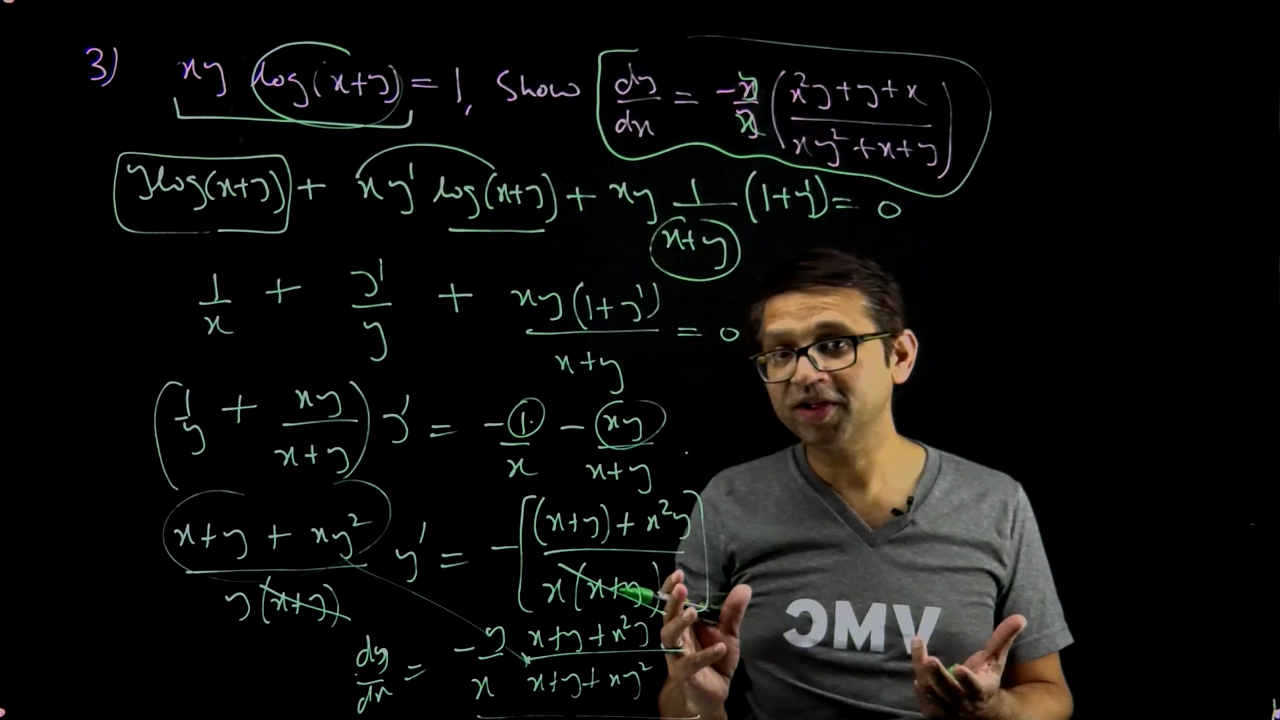 3) xy log(x+y) = 1, Show dy/dx = -y/x ((x²y+y+x)/(xy²+x+y))
y log(x+y) + xy' log(x+y) + xy 1/(x+y) (1+y') = 0
1/x + y'/y + xy(1+y')/(x+y) = 0
(1/y + xy/(x+y)) y' = -1/x - xy/(x+y)
(x+y+xy²)/(y(x+y)) y' = -[((x+y)+x²y)/(x(x+y))]
dy/dx = -y/x (x+y+x²y)/(x+y+xy²)
VMC